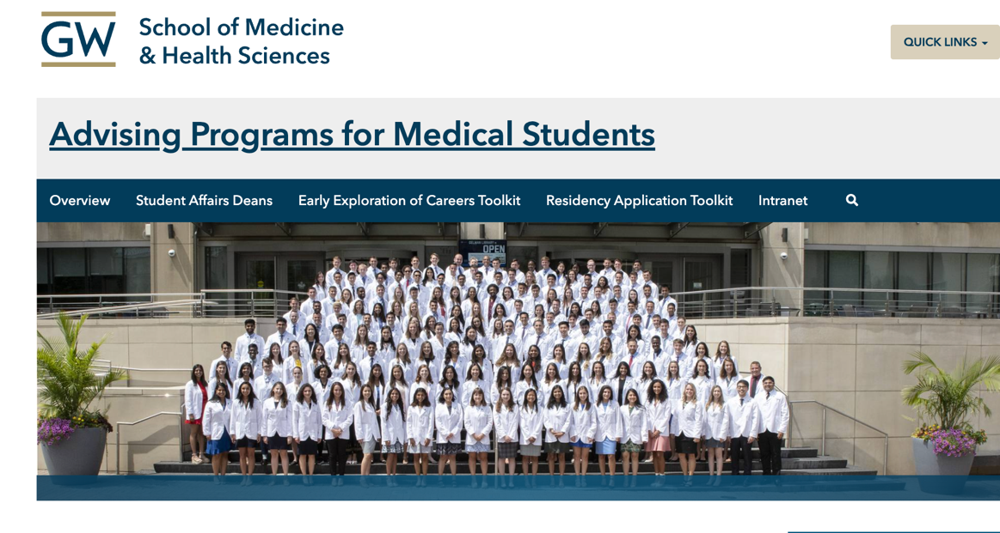 GW
School of Medicine
& Health Sciences
QUICK LINKS
Advising Programs for Medical Students
Overview Student Affairs Deans Early Exploration of Careers Toolkit Residency Application Toolkit Intranet
OPEN